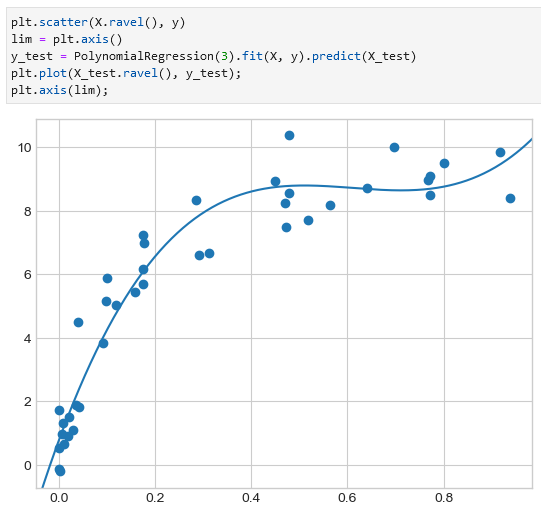 plt.scatter(X.ravel(), y)
lim = plt.axis()
y_test = PolynomialRegression(3).fit(X, y).predict(X_test)
plt.plot(X_test.ravel(), y_test);
plt.axis(lim);
10
8
6
4
2
0
0.0 0.2 0.4 0.6 0.8